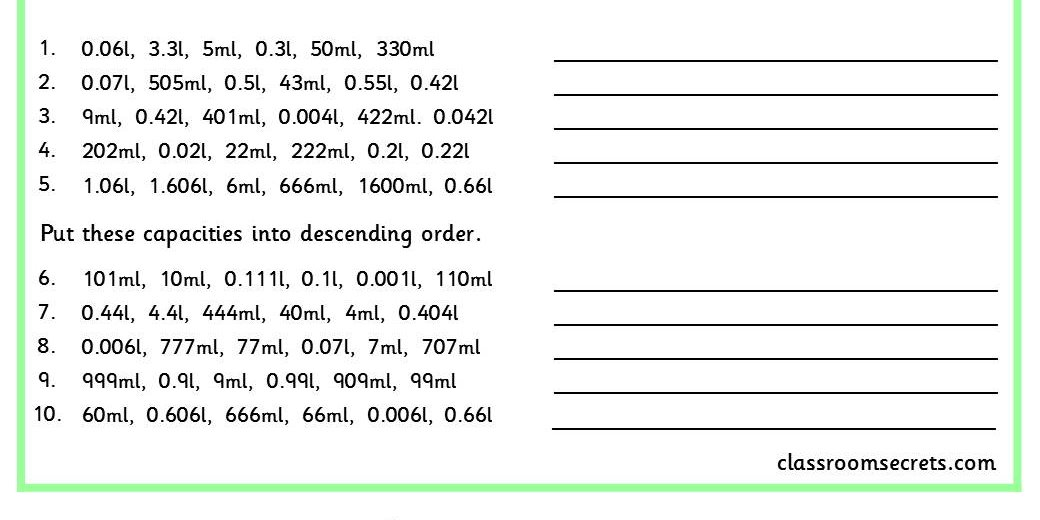 1. 0.06l, 3.3l, 5ml, 0.3l, 50ml, 330ml
2. 0.07l, 505ml, 0.5l, 43ml, 0.55l, 0.42l
3. 9ml, 0.42l, 401ml, 0.004l, 422ml. 0.042l
4. 202ml, 0.02l, 22ml, 222ml, 0.2l, 0.22l
5. 1.06l, 1.606l, 6ml, 666ml, 1600ml, 0.66l
Put these capacities into descending order.
6. 101ml, 10ml, 0.111l, 0.1l, 0.001l, 110ml
7. 0.44l, 4.4l, 444ml, 40ml, 4ml, 0.404l
8. 0.006l, 777ml, 77ml, 0.07l, 7ml, 707ml
9. 999ml, 0.9l, 9ml, 0.99l, 909ml, 99ml
10. 60ml, 0.606l, 666ml, 66ml, 0.006l, 0.66l
classroomsecrets.com